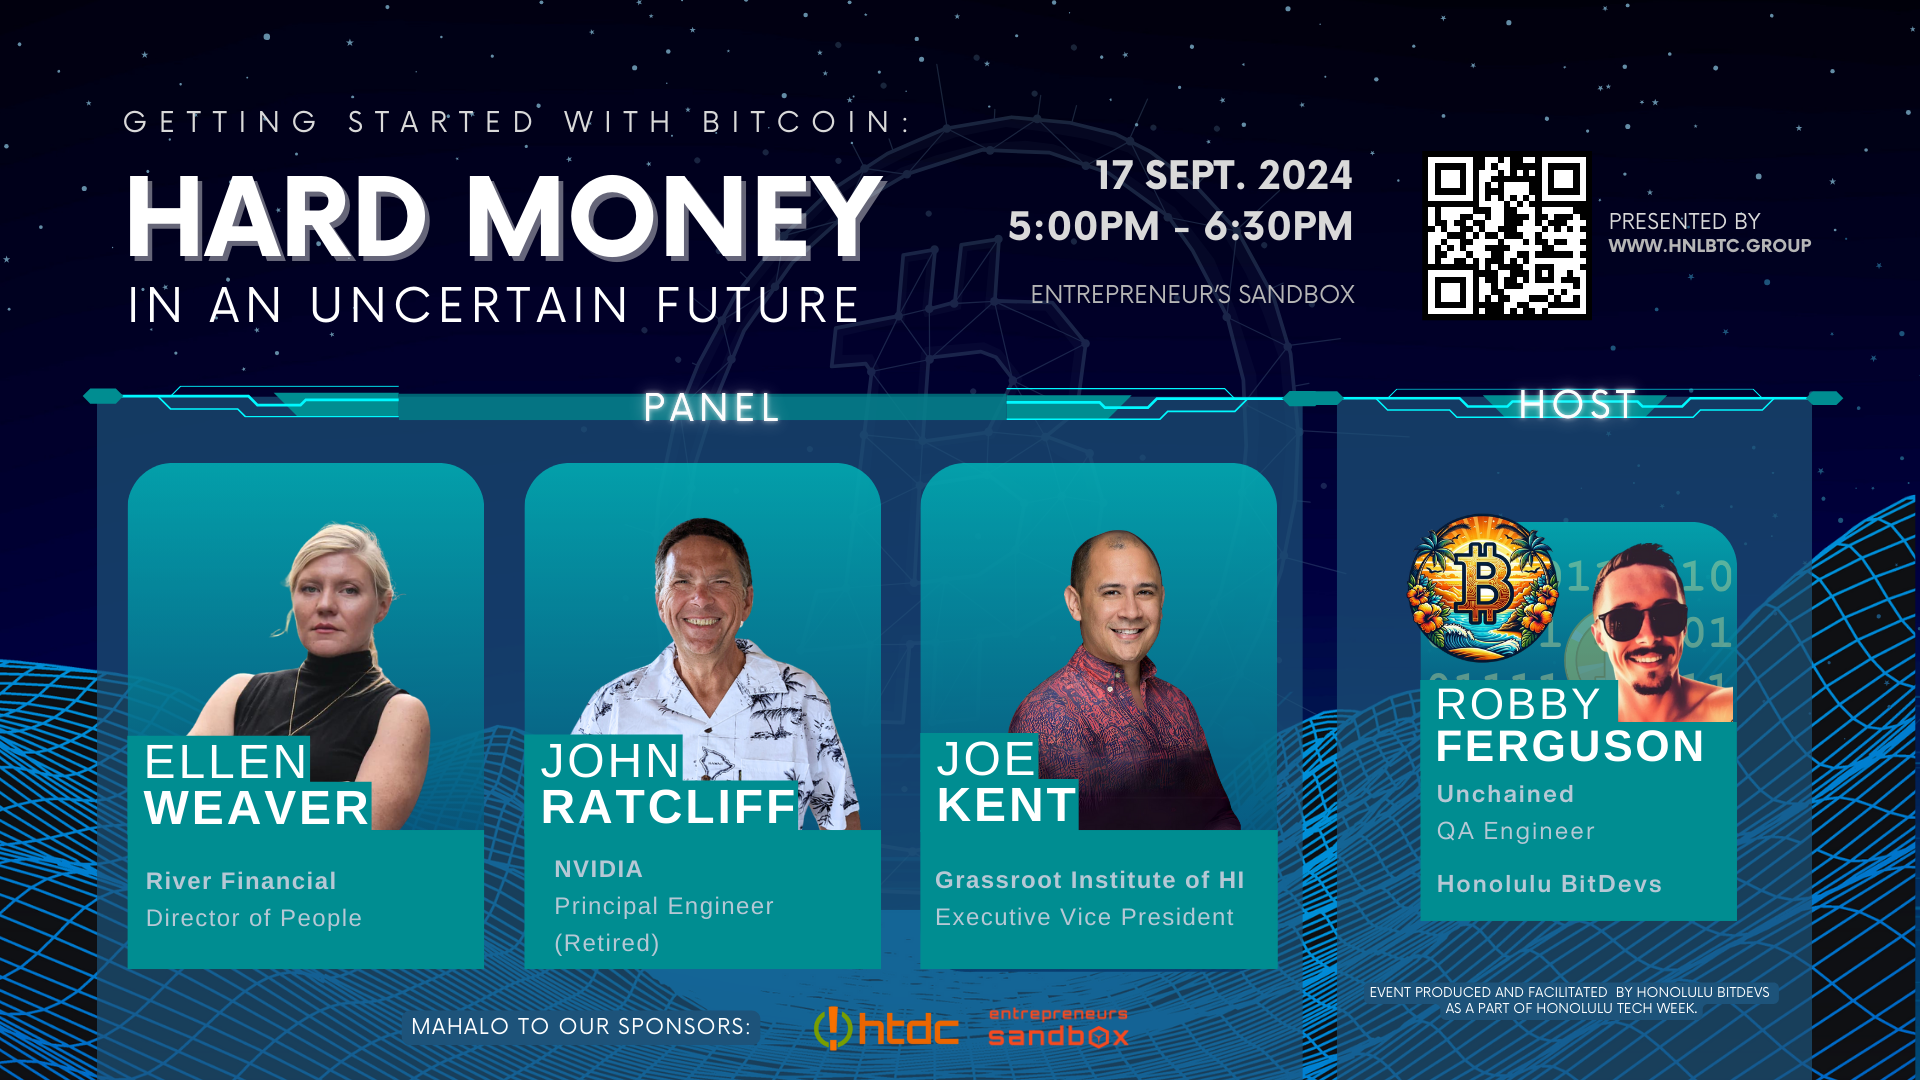 GETTING STARTED WITH BITCOIN:
HARD MONEY
IN AN UNCERTAIN FUTURE
17 SEPT. 2024
5:00PM - 6:30PM
ENTREPRENEUR'S SANDBOX
PRESENTED BY
WWW.HNLBTC.GROUP
PANEL
ELLEN
WEAVER
River Financial
Director of People
JOHN
RATCLIFF
NVIDIA
Principal Engineer
(Retired)
JOE
KENT
Grassroot Institute of HI
Executive Vice President
HOST
ROBBY
FERGUSON
Unchained
QA Engineer
Honolulu BitDevs
EVENT PRODUCED AND FACILITATED BY HONOLULU BITDEVS
AS A PART OF HONOLULU TECH WEEK.
MAHALO TO OUR SPONSORS:
htdc
entrepreneurs
sandbox